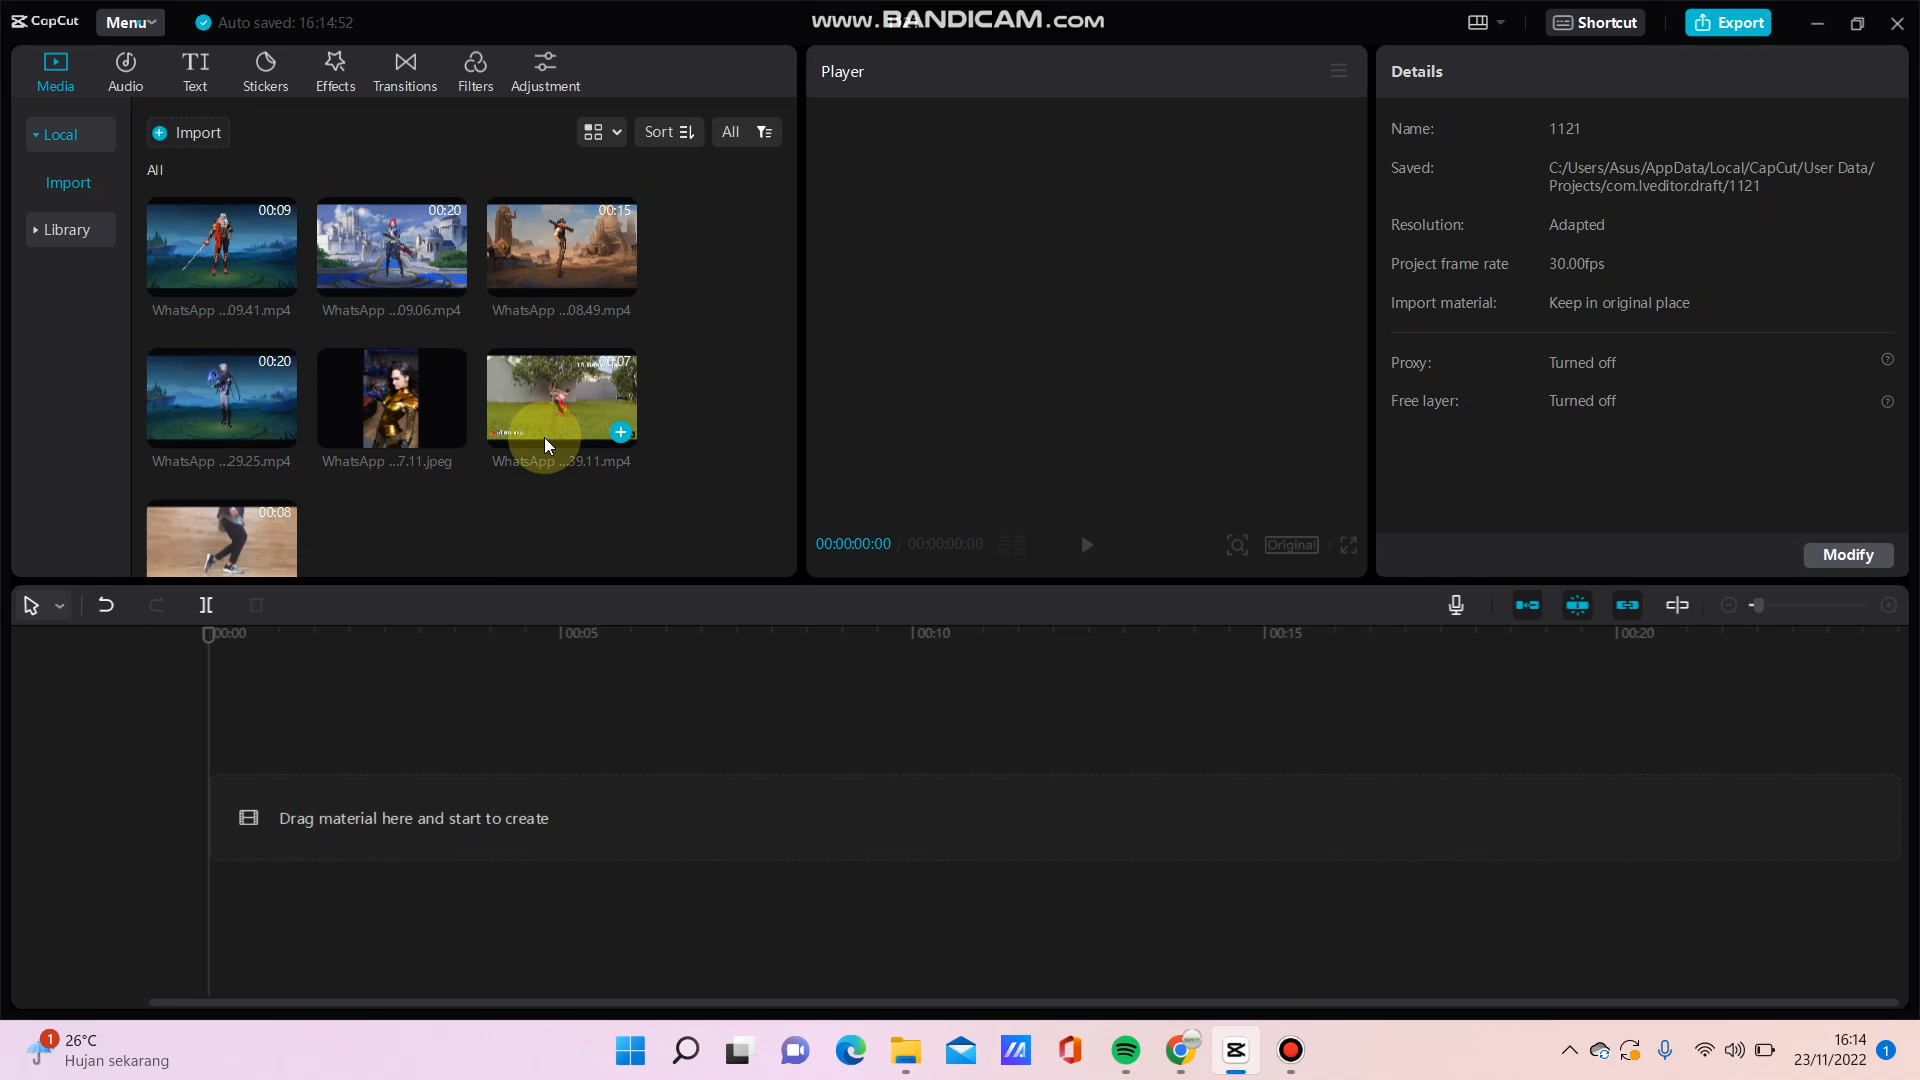 CapCut
Menu
Auto saved: 16:14:52
www.BANDICAM.com
Shortcut
Export
Media
Audio
Text
Stickers
Effects
Transitions
Filters
Adjustment
Player
Details
Local
Import
Library
Import
Sort
All
All
00:09
00:20
00:15
WhatsApp ...09.41.mp4
WhatsApp ...09.06.mp4
WhatsApp ...08.49.mp4
00:20
00:07
WhatsApp ...29.25.mp4
WhatsApp ...7.11.jpeg
WhatsApp ...39.11.mp4
00:08
00:00:00:00 / 00:00:00:00
Original
Name: 1121
Saved: C:/Users/Asus/AppData/Local/CapCut/User Data/
Projects/com.lveditor.draft/1121
Resolution: Adapted
Project frame rate 30.00fps
Import material: Keep in original place
Proxy: Turned off
Free layer: Turned off
Modify
00:00
00:05
00:10
00:15
00:20
Drag material here and start to create
1
26°C
Hujan sekarang
16:14
23/11/2022
1